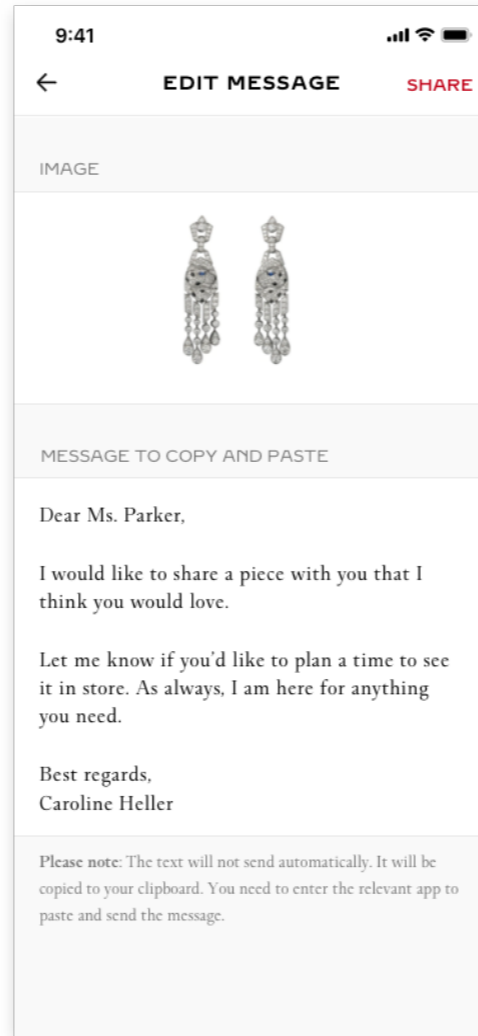 9:41
EDIT MESSAGE
SHARE
IMAGE
MESSAGE TO COPY AND PASTE
Dear Ms. Parker,
I would like to share a piece with you that I
think you would love.
Let me know if you’d like to plan a time to see
it in store. As always, I am here for anything
you need.
Best regards,
Caroline Heller
Please note: The text will not send automatically. It will be
copied to your clipboard. You need to enter the relevant app to
paste and send the message.